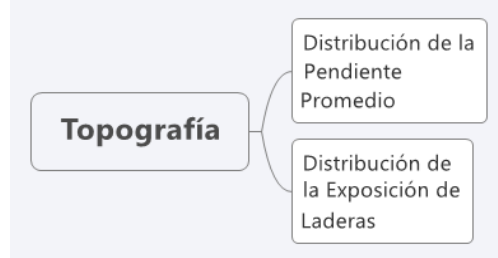 Topografía
Distribución de la
Pendiente
Promedio
Distribución de
la Exposición de
Laderas